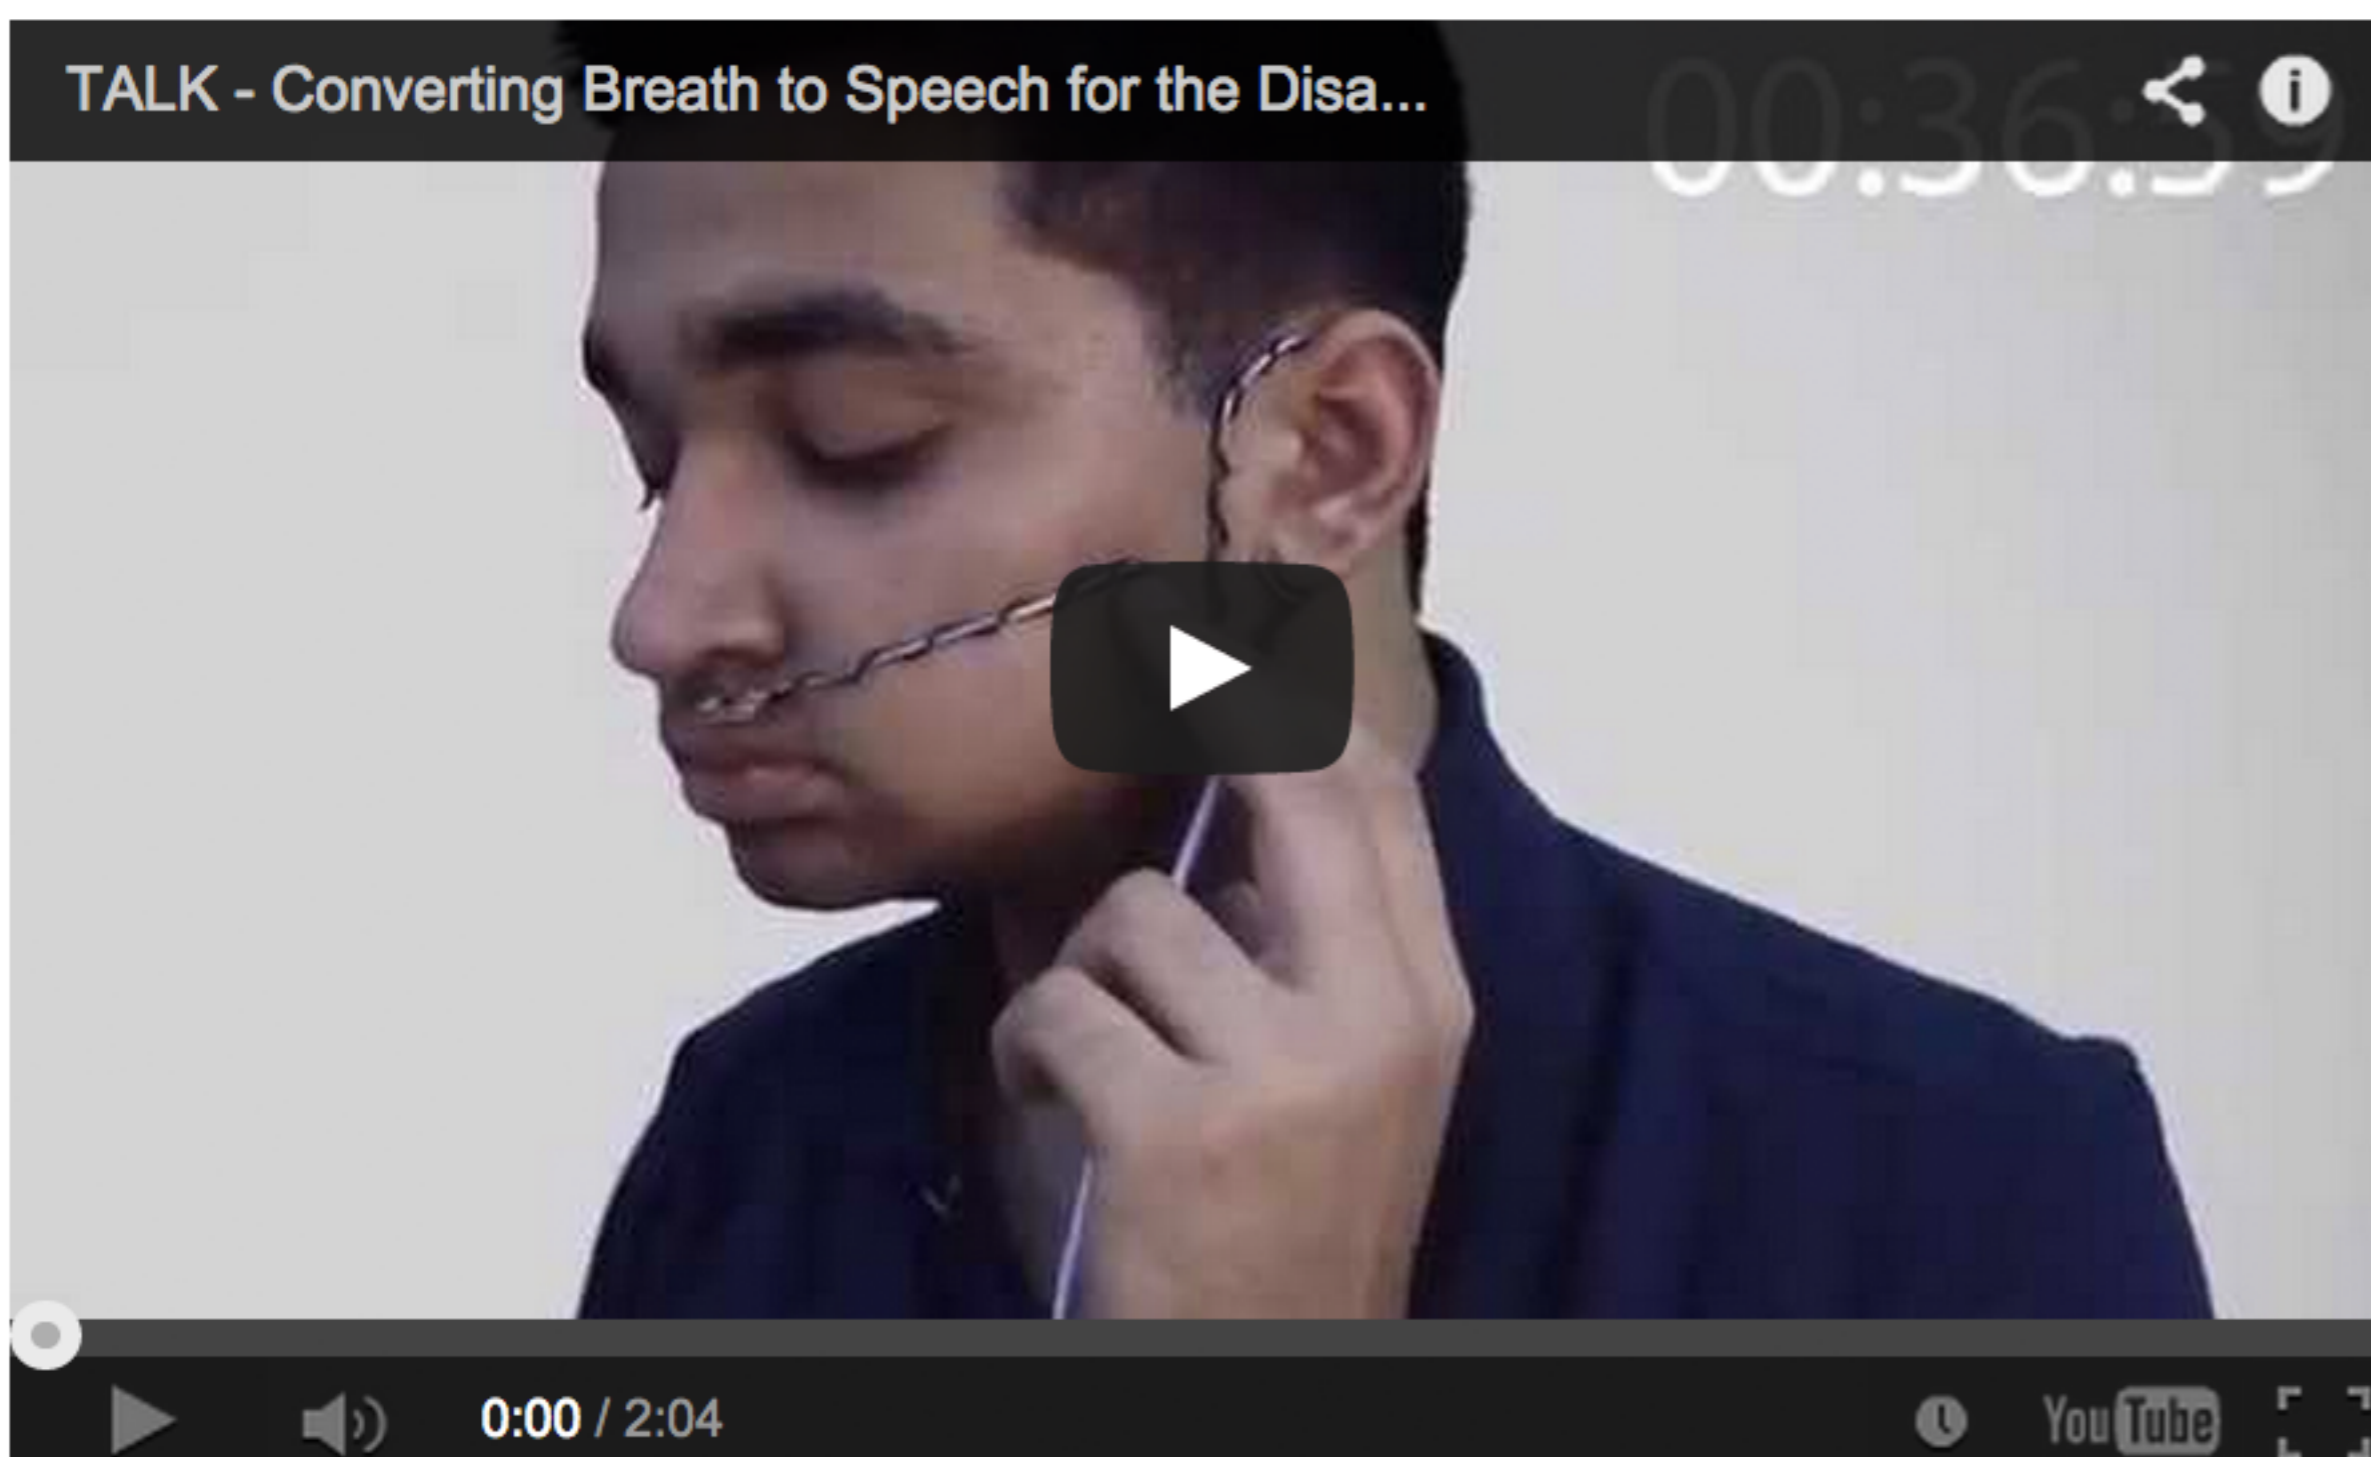 TALK - Converting Breath to Speech for the Disa...
00:36:59
0:00 / 2:04
YouTube